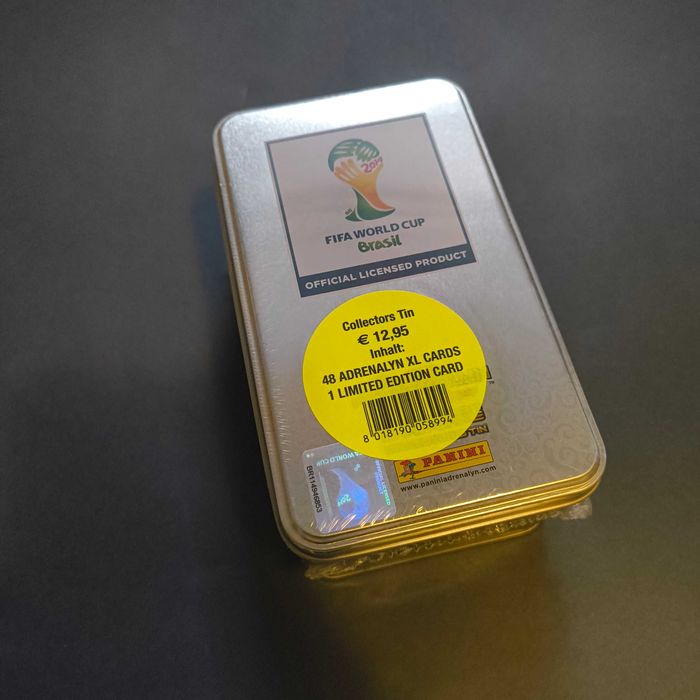 2014
FIFA WORLD CUP
Brasil
OFFICIAL LICENSED PRODUCT
Collectors Tin
€ 12,95
Inhalt:
48 ADRENALYN XL CARDS
1 LIMITED EDITION CARD
8 018190 058994
PANINI
www.paniniadrenalyn.com
BR114946853